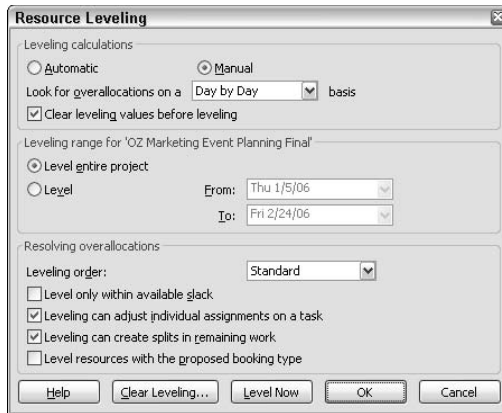 Resource Leveling
Leveling calculations
Automatic Manual
Look for overallocations on a Day by Day basis
Clear leveling values before leveling
Leveling range for 'OZ Marketing Event Planning Final'
Level entire project
Level From: Thu 1/5/06
To: Fri 2/24/06
Resolving overallocations
Leveling order: Standard
Level only within available slack
Leveling can adjust individual assignments on a task
Leveling can create splits in remaining work
Level resources with the proposed booking type
Help Clear Leveling... Level Now OK Cancel